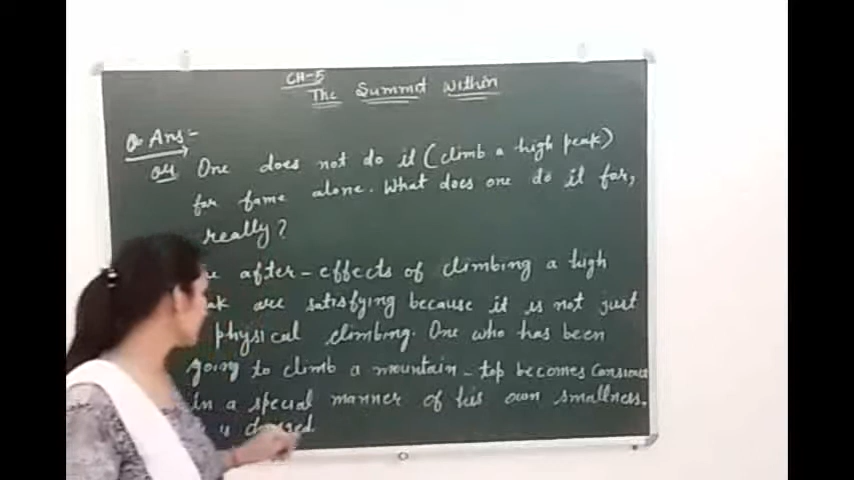 CH-5
The Summit Within
Q. Ans:-
One does not do it (climb a high peak)
for fame alone. What does one do it for,
really?
after-effects of climbing a high
are satisfying because it is not just
physical climbing. One who has been
going to climb a mountain-top becomes
in a special manner of his own smallness.